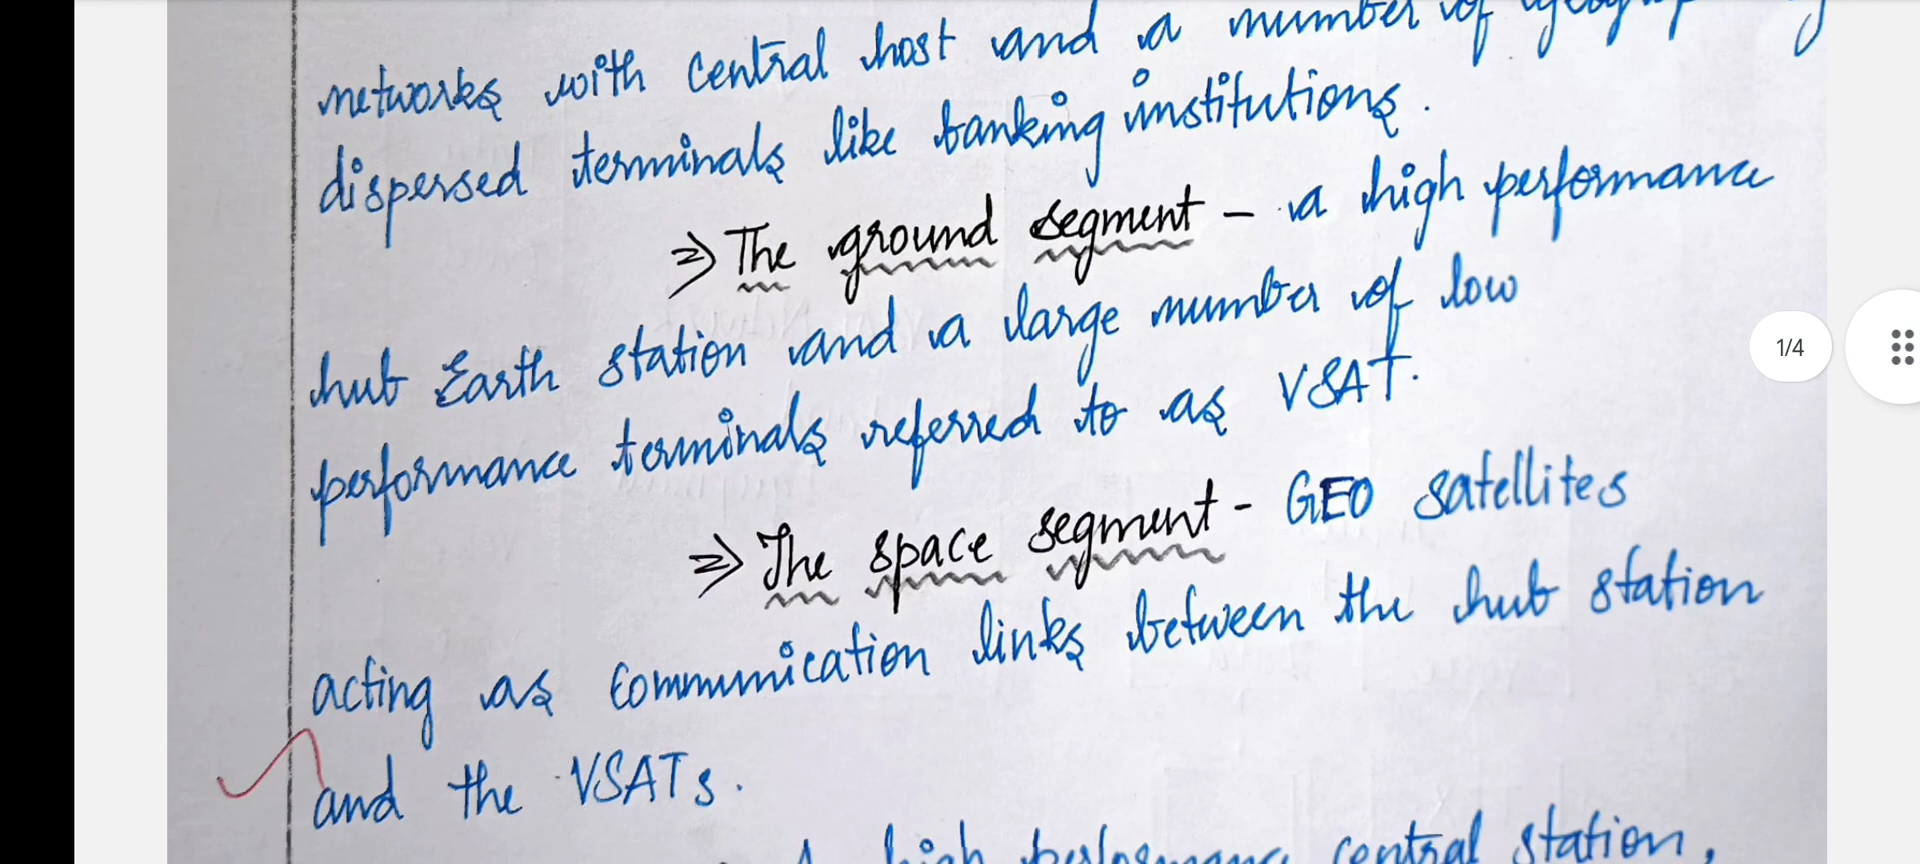 networks with central host and a number of
dispersed terminals like banking institutions.
⇒ The ground segment - a high performance
hub Earth station and a large number of low
performance terminals referred to as VSAT.
⇒ The space segment - GEO satellites
acting as communication links between the hub station
and the VSATs.
high performance central station,
1/4